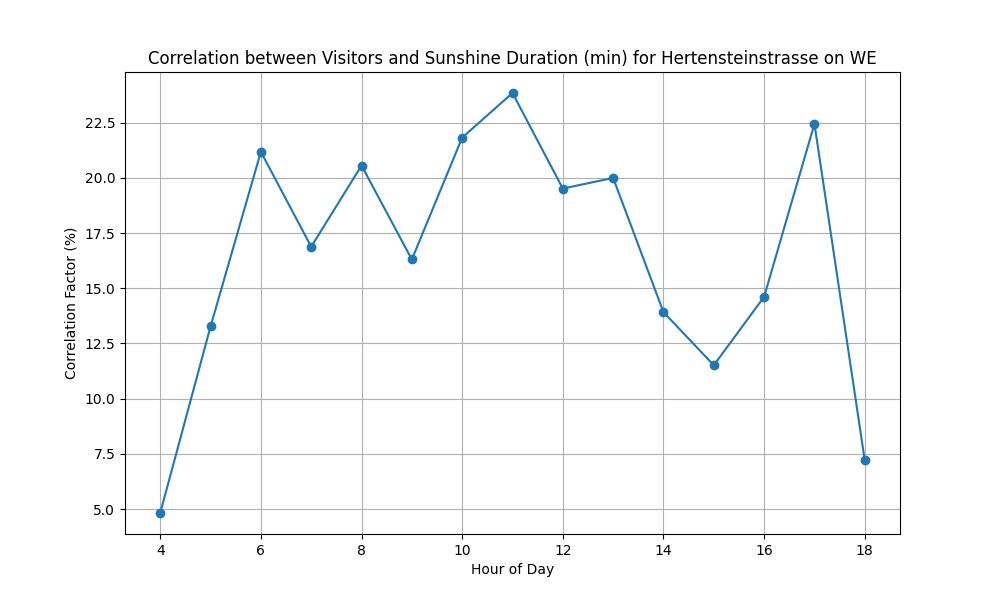 Correlation between Visitors and Sunshine Duration (min) for Hertensteinstrasse on WE
Correlation Factor (%)
22.5
20.0
17.5
15.0
12.5
10.0
7.5
5.0
4 6 8 10 12 14 16 18
Hour of Day